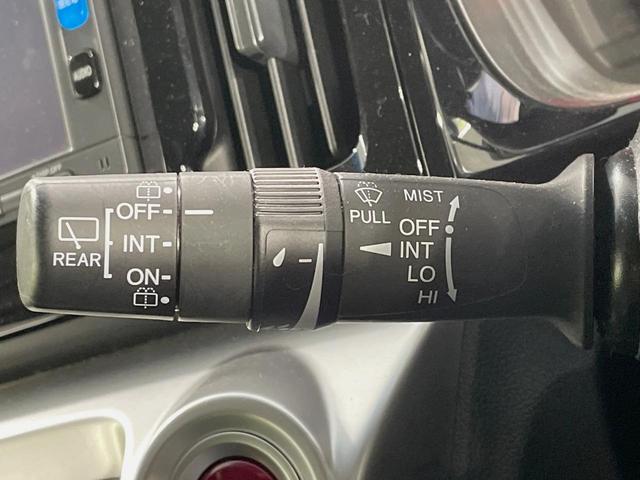 OFF
INT
REAR
ON
PULL
MIST
OFF
INT
LO
HI